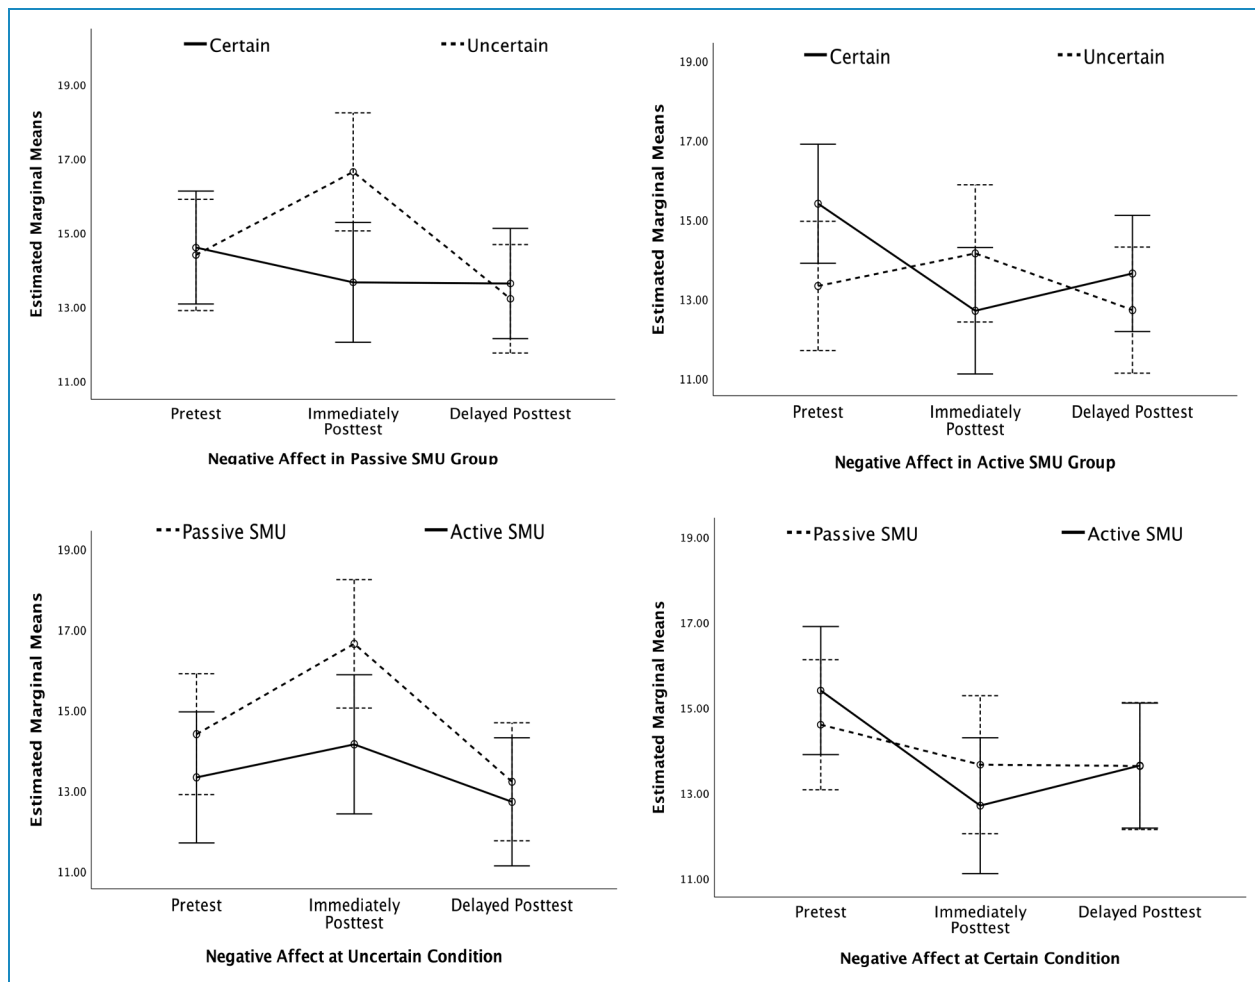 Certain
Uncertain
Estimated Marginal Means
19.00
17.00
15.00
13.00
11.00
Pretest
Immediately
Posttest
Delayed Posttest
Negative Affect in Passive SMU Group
Certain
Uncertain
Estimated Marginal Means
19.00
17.00
15.00
13.00
11.00
Pretest
Immediately
Posttest
Delayed Posttest
Negative Affect in Active SMU Group
Passive SMU
Active SMU
Estimated Marginal Means
19.00
17.00
15.00
13.00
11.00
Pretest
Immediately
Posttest
Delayed Posttest
Negative Affect at Uncertain Condition
Passive SMU
Active SMU
Estimated Marginal Means
19.00
17.00
15.00
13.00
11.00
Pretest
Immediately
Posttest
Delayed Posttest
Negative Affect at Certain Condition